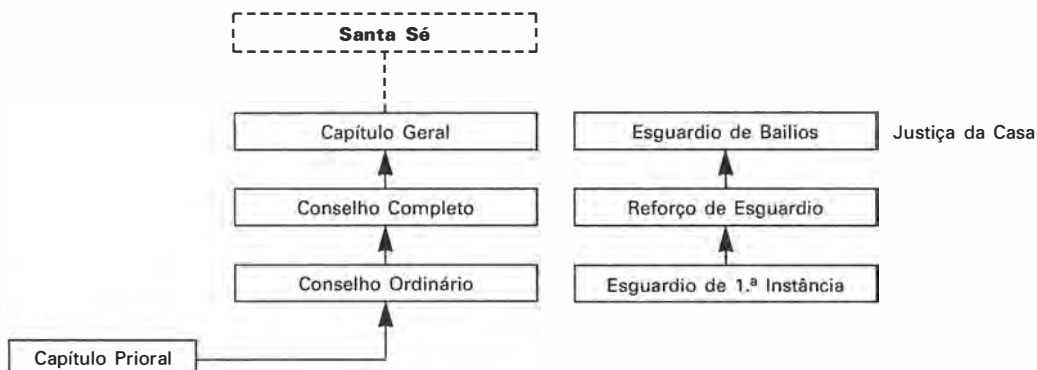 Santa Sé
Capítulo Geral
Esguardio de Bailios
Justiça da Casa
Conselho Completo
Reforço de Esguardio
Conselho Ordinário
Esguardio de 1.ª Instância
Capítulo Prioral